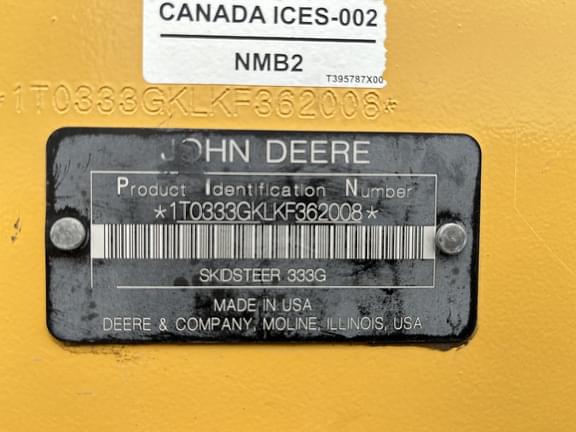 CANADA ICES-002
NMB2
T395787X00
*1T0333GKLKF362008*
JOHN DEERE
Product Identification Number
*1T0333GKLKF362008*
SKIDSTEER 333G
MADE IN USA
DEERE & COMPANY, MOLINE, ILLINOIS, USA